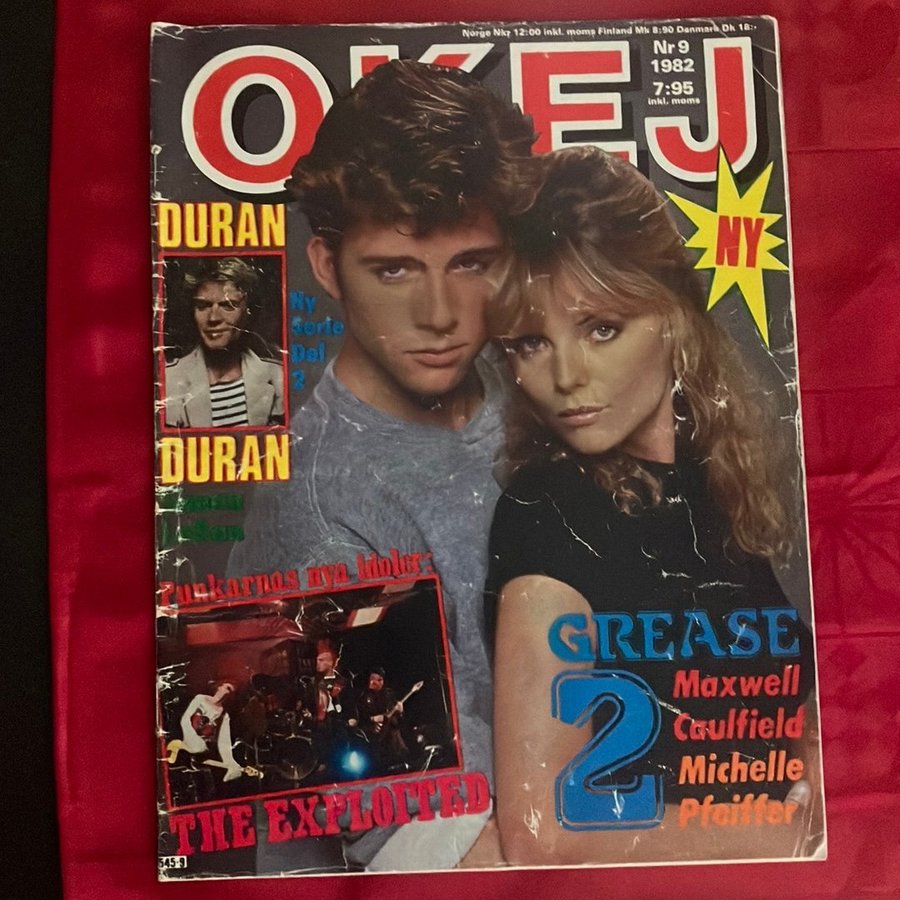 Norge Nkr 12:00 inkl. moms Finland Mk 8:90 Danmark Dk 18:-
OKEJ
Nr 9
1982
7:95
inkl. moms
NY
DURAN
Ny
Serie
Del
2
DURAN
Punkarnas nya idoler:
THE EXPLOITED
GREASE
2
Maxwell
Caulfield
Michelle
Pfeiffer
545-9